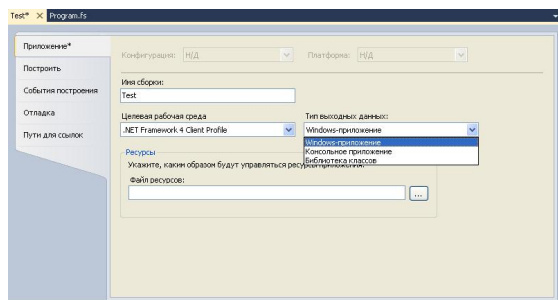 Test* Program.fs
Приложение*
Построить
События построения
Отладка
Пути для ссылок
Конфигурация: Н/Д Платформа: Н/Д
Имя сборки:
Test
Целевая рабочая среда Тип выходных данных:
.NET Framework 4 Client Profile Windows-приложение
Windows-приложение
Консольное приложение
Библиотека классов
Ресурсы
Укажите, каким образом будут управляться ресурсы приложения:
Файл ресурсов:
...